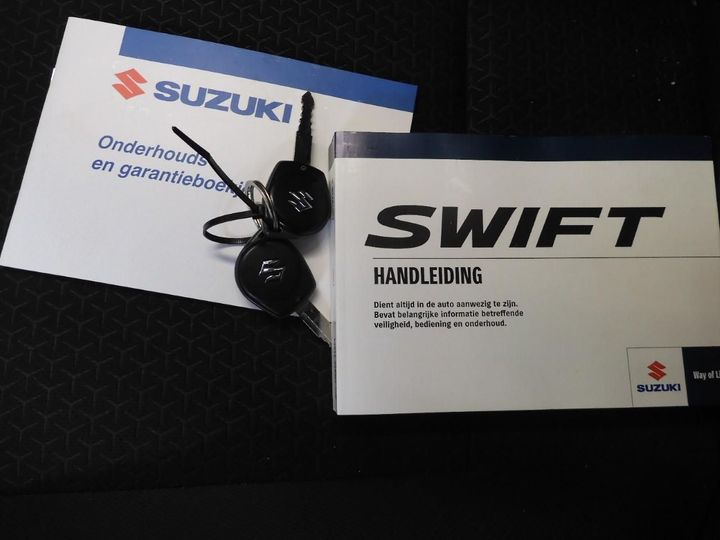 SUZUKI
Onderhouds
en garantieboekje
SWIFT
HANDLEIDING
Dient altijd in de auto aanwezig te zijn.
Bevat belangrijke informatie betreffende
veiligheid, bediening en onderhoud.
SUZUKI
Way of